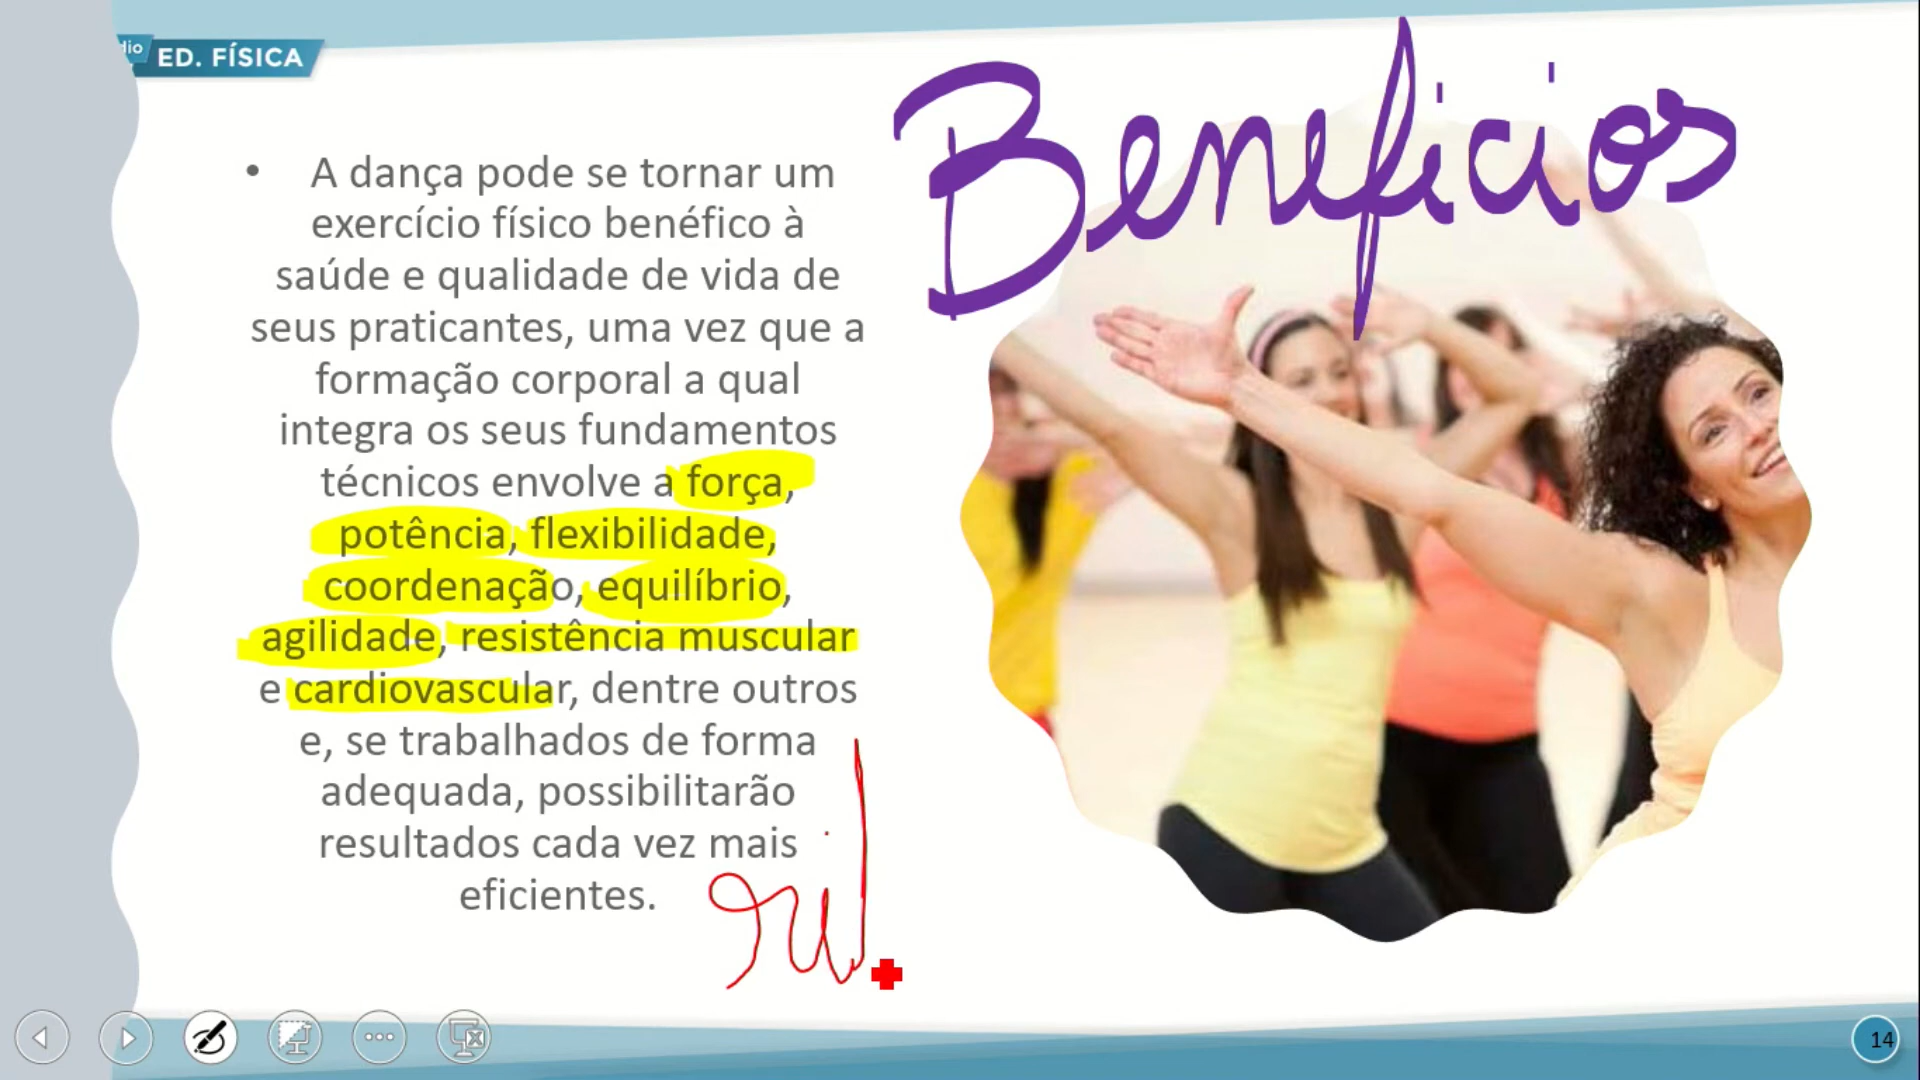 dio
ED. FÍSICA
Beneficios
• A dança pode se tornar um
exercício físico benéfico à
saúde e qualidade de vida de
seus praticantes, uma vez que a
formação corporal a qual
integra os seus fundamentos
técnicos envolve a força,
potência, flexibilidade,
coordenação, equilíbrio,
agilidade, resistência muscular
e cardiovascular, dentre outros
e, se trabalhados de forma
adequada, possibilitarão
resultados cada vez mais
eficientes.
14